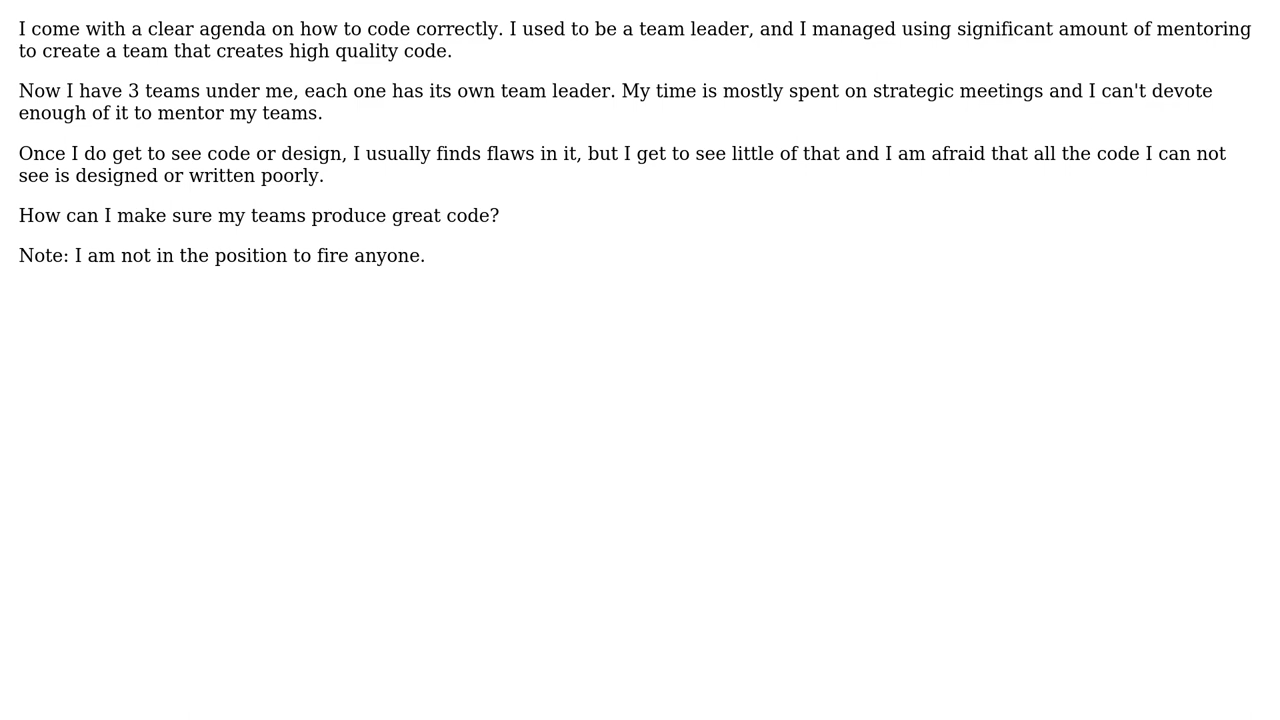 I come with a clear agenda on how to code correctly. I used to be a team leader, and I managed using significant amount of mentoring
to create a team that creates high quality code.
Now I have 3 teams under me, each one has its own team leader. My time is mostly spent on strategic meetings and I can't devote
enough of it to mentor my teams.
Once I do get to see code or design, I usually finds flaws in it, but I get to see little of that and I am afraid that all the code I can not
see is designed or written poorly.
How can I make sure my teams produce great code?
Note: I am not in the position to fire anyone.